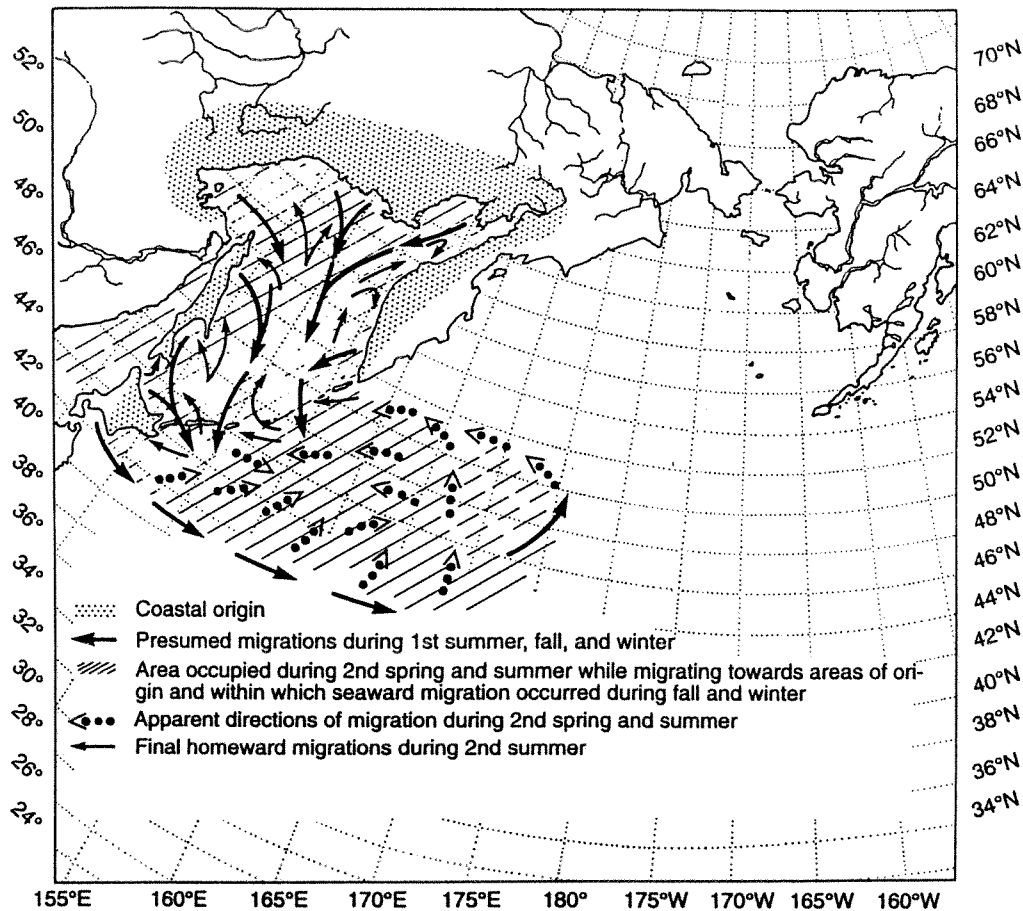 52°
50°
48°
46°
44°
42°
40°
38°
36°
34°
32°
30°
28°
26°
24°
70°N
68°N
66°N
64°N
62°N
60°N
58°N
56°N
54°N
52°N
50°N
48°N
46°N
44°N
42°N
40°N
38°N
36°N
34°N
Coastal origin
Presumed migrations during 1st summer, fall, and winter
Area occupied during 2nd spring and summer while migrating towards areas of ori-
gin and within which seaward migration occurred during fall and winter
Apparent directions of migration during 2nd spring and summer
Final homeward migrations during 2nd summer
155°E 160°E 165°E 170°E 175°E 180° 175°W 170°W 165°W 160°W